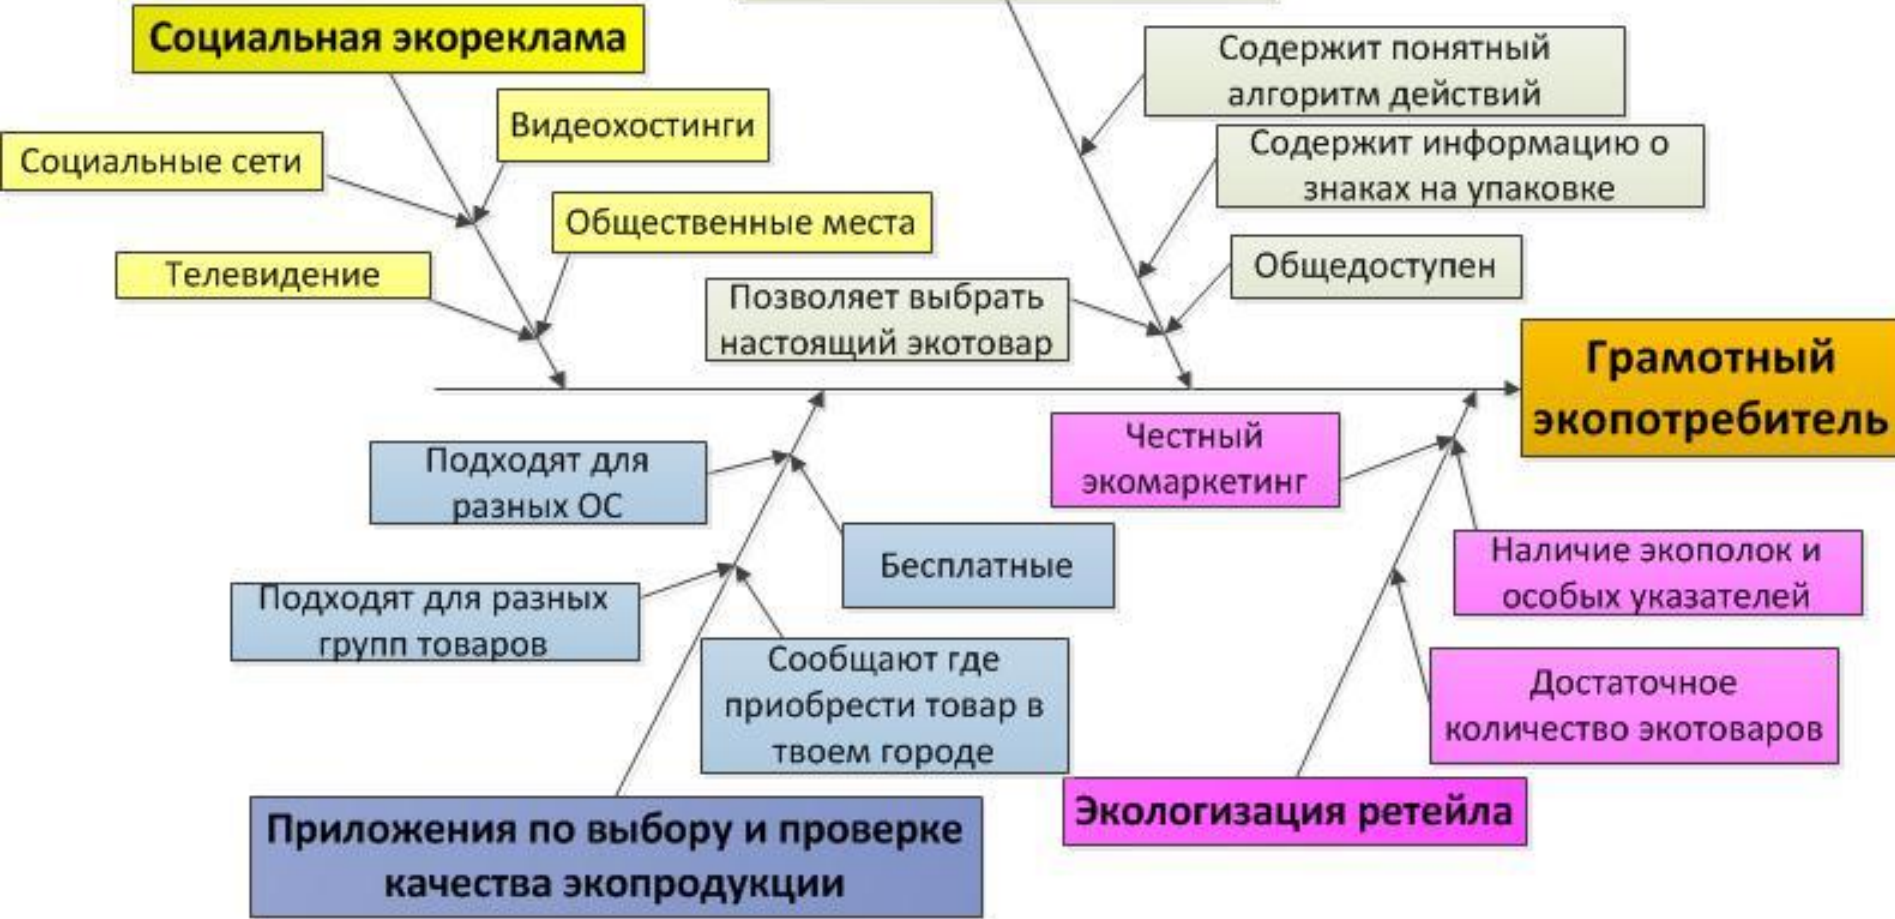 Социальная экореклама
Видеохостинги
Социальные сети
Общественные места
Телевидение
Содержит понятный
алгоритм действий
Содержит информацию о
знаках на упаковке
Общедоступен
Позволяет выбрать
настоящий экотовар
Грамотный
экопотребитель
Подходят для
разных ОС
Бесплатные
Подходят для разных
групп товаров
Сообщают где
приобрести товар в
твоем городе
Приложения по выбору и проверке
качества экопродукции
Честный
экомаркетинг
Наличие экополок и
особых указателей
Достаточное
количество экотоваров
Экологизация ретейла